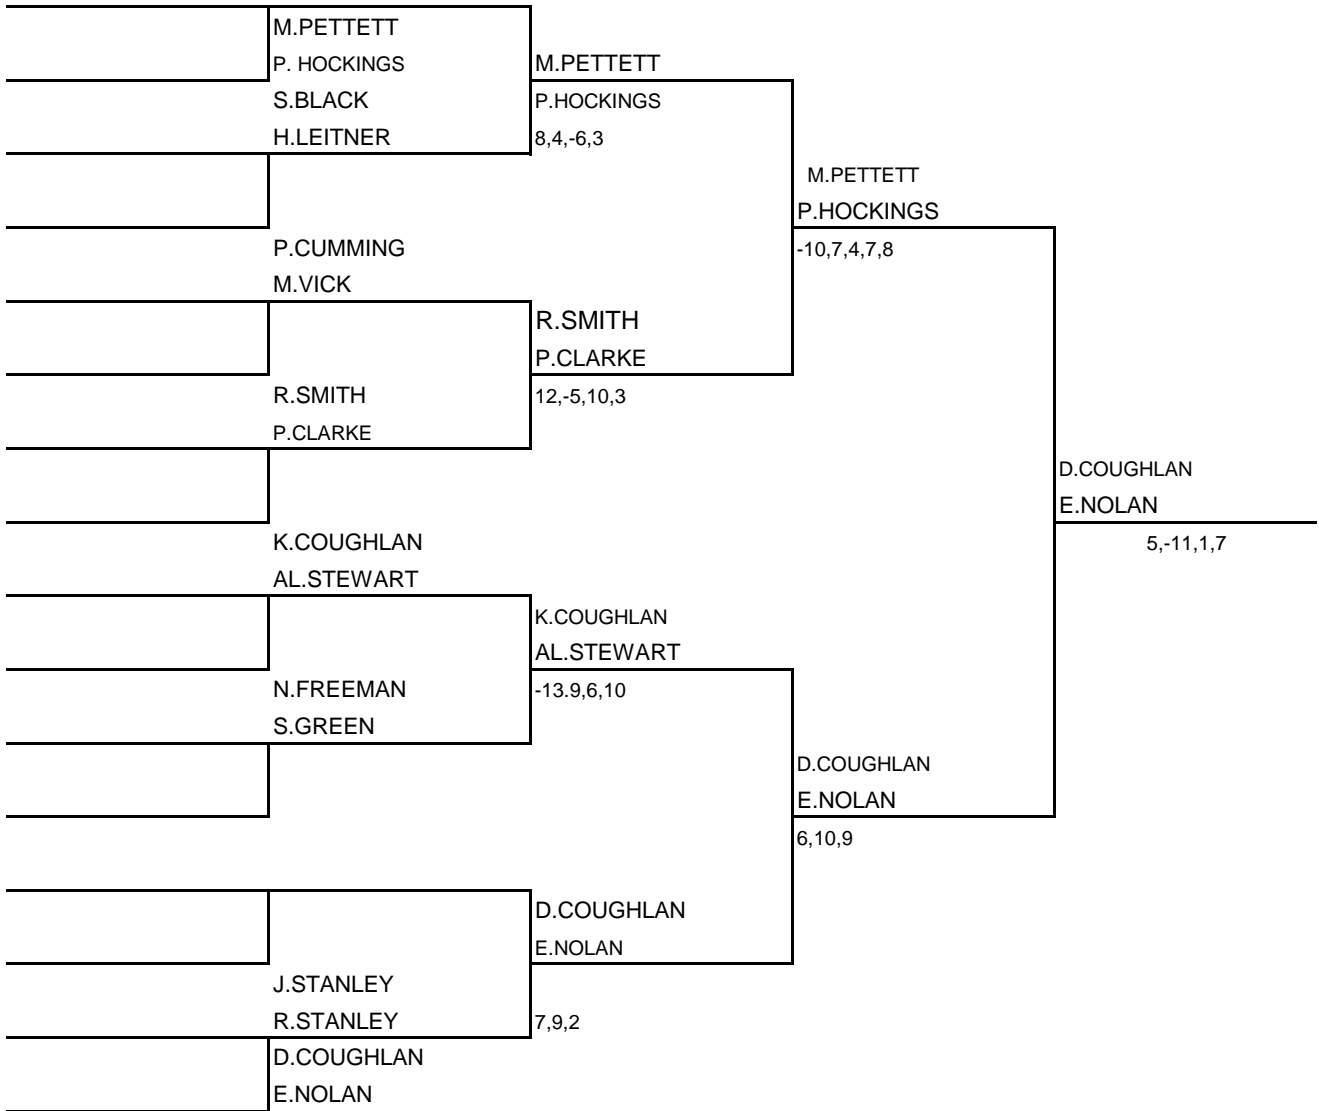 M.PETTETT
P. HOCKINGS
S.BLACK
H.LEITNER
P.CUMMING
M.VICK
R.SMITH
P.CLARKE
K.COUGHLAN
AL.STEWART
N.FREEMAN
S.GREEN
J.STANLEY
R.STANLEY
D.COUGHLAN
E.NOLAN
M.PETTETT
P.HOCKINGS
8,4,-6,3
R.SMITH
P.CLARKE
12,-5,10,3
K.COUGHLAN
AL.STEWART
-13.9,6,10
D.COUGHLAN
E.NOLAN
7,9,2
M.PETTETT
P.HOCKINGS
-10,7,4,7,8
D.COUGHLAN
E.NOLAN
6,10,9
D.COUGHLAN
E.NOLAN
5,-11,1,7